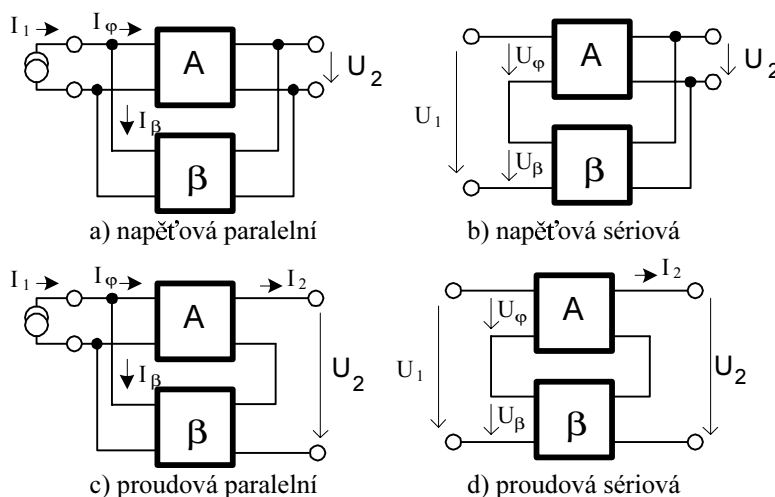 I₁ Iφ A U₂
Iβ
β
a) napěťová paralelní
A U₂
Uφ
U₁
Uβ β
b) napěťová sériová
I₁ Iφ A I₂
Iβ U₂
β
c) proudová paralelní
A I₂
Uφ
U₁ U₂
Uβ β
d) proudová sériová